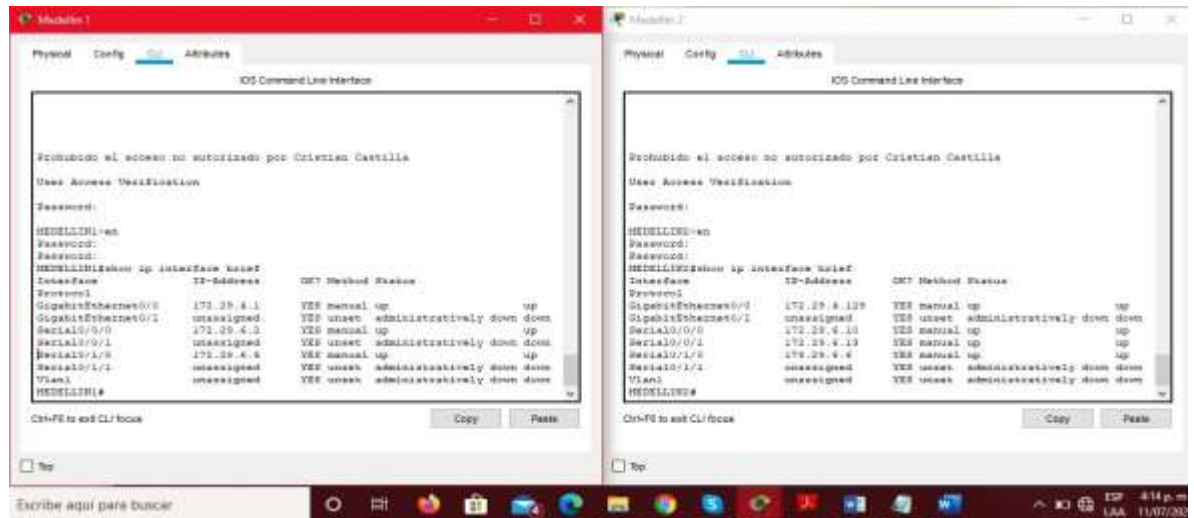 Medellin 1
Physical Config CLI Attributes
IOS Command Line Interface
Prohibido el acceso no autorizado por Cristian Castilla
User Access Verification
Password:
MEDELLIN1>en
Password:
Password:
MEDELLIN1#show ip interface brief
Interface IP-Address OK? Method Status
Protocol
GigabitEthernet0/0 172.29.4.1 YES manual up up
GigabitEthernet0/1 unassigned YES unset administratively down down
Serial0/0/0 172.29.6.2 YES manual up up
Serial0/0/1 unassigned YES unset administratively down down
Serial0/1/0 YES manual up up
Serial0/1/1 unassigned YES unset administratively down down
Vlan1 unassigned YES unset administratively down down
MEDELLIN1#
Ctrl+F6 to exit CLI focus
Copy Paste
Top
Medellin 2
Physical Config CLI Attributes
IOS Command Line Interface
Prohibido el acceso no autorizado por Cristian Castilla
User Access Verification
Password:
MEDELLIN2>en
Password:
Password:
MEDELLIN2#show ip interface brief
Interface IP-Address OK? Method Status
Protocol
GigabitEthernet0/0 172.29.4.129 YES manual up up
GigabitEthernet0/1 unassigned YES unset administratively down down
Serial0/0/0 172.29.6.10 YES manual up up
Serial0/0/1 172.29.6.13 YES manual up up
Serial0/1/0 YES manual up up
Serial0/1/1 unassigned YES unset administratively down down
Vlan1 unassigned YES unset administratively down down
MEDELLIN2#
Ctrl+F6 to exit CLI focus
Copy Paste
Top
Escribe aquí para buscar
ESP 4:14 p. m.
LAA 11/07/202